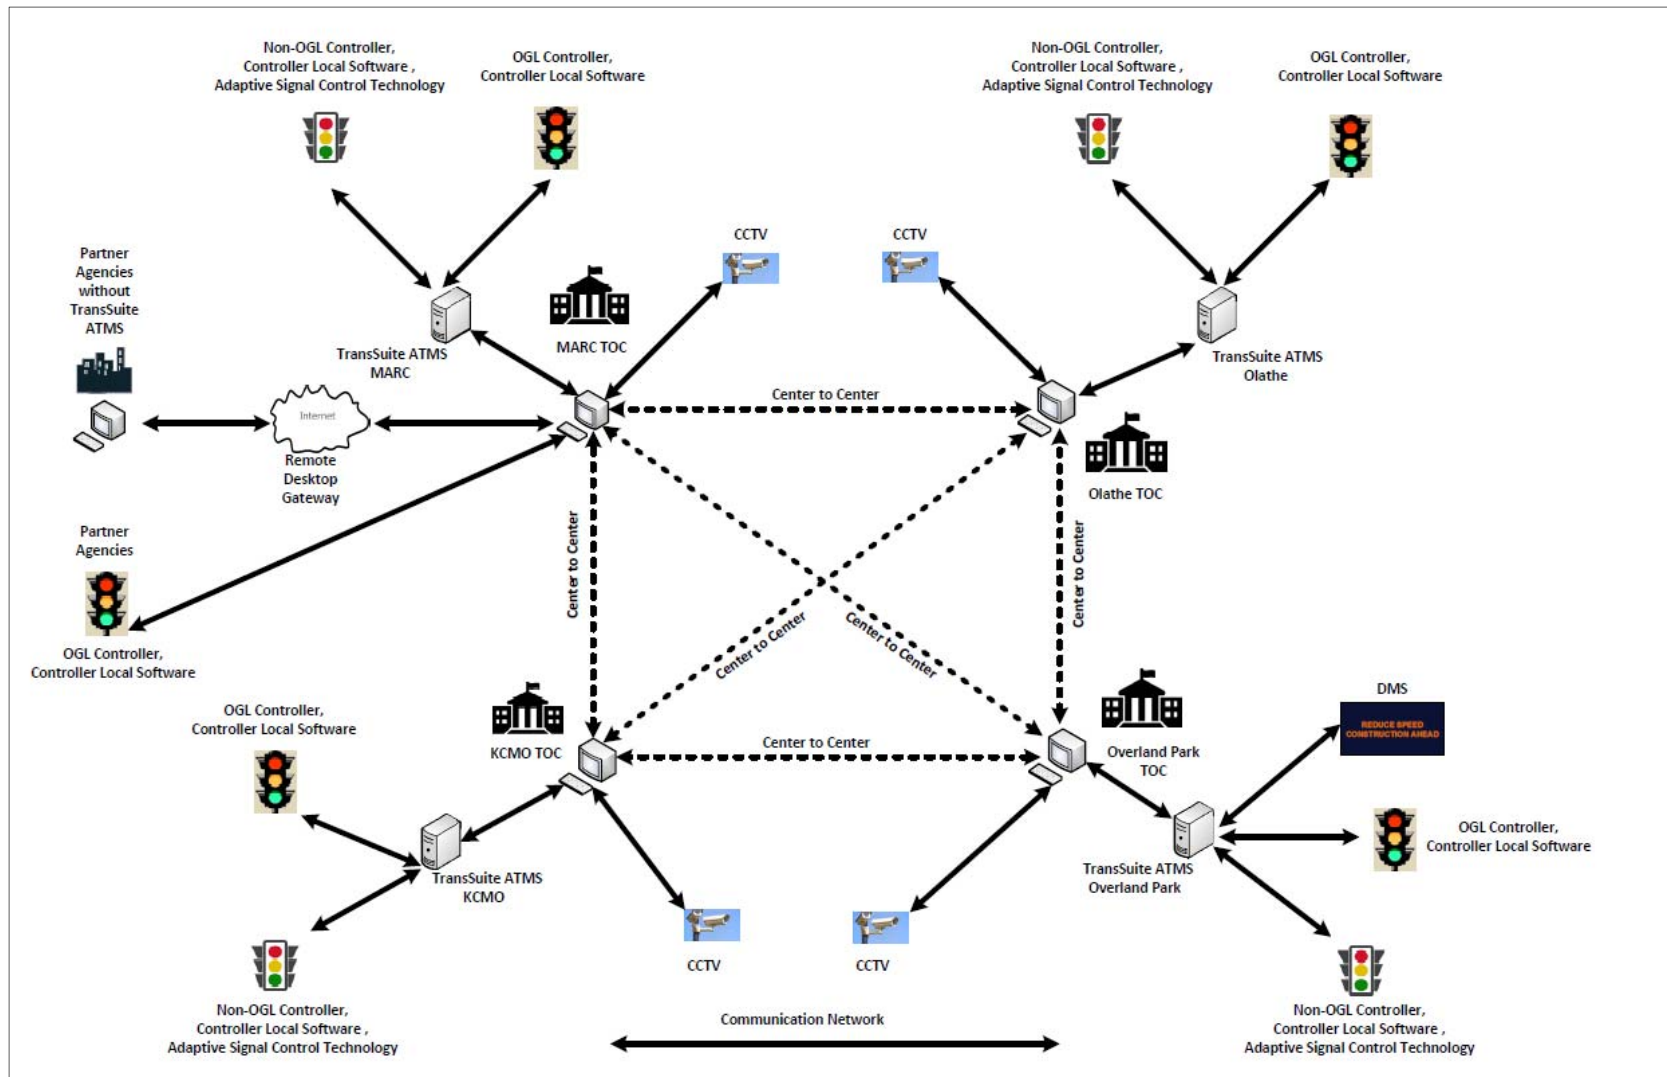 Non-OGL Controller,
Controller Local Software ,
Adaptive Signal Control Technology
OGL Controller,
Controller Local Software
Non-OGL Controller,
Controller Local Software ,
Adaptive Signal Control Technology
OGL Controller,
Controller Local Software
Partner
Agencies
without
TransSuite
ATMS
CCTV
CCTV
MARC TOC
TransSuite ATMS
MARC
TransSuite ATMS
Olathe
Internet
Remote
Desktop
Gateway
Center to Center
Olathe TOC
Partner
Agencies
OGL Controller,
Controller Local Software
Center to Center
Center to Center
Center to Center
Center to Center
OGL Controller,
Controller Local Software
KCMO TOC
Center to Center
Overland Park
TOC
DMS
REDUCE SPEED
CONSTRUCTION AHEAD
TransSuite ATMS
KCMO
TransSuite ATMS
Overland Park
OGL Controller,
Controller Local Software
CCTV
CCTV
Non-OGL Controller,
Controller Local Software ,
Adaptive Signal Control Technology
Communication Network
Non-OGL Controller,
Controller Local Software ,
Adaptive Signal Control Technology